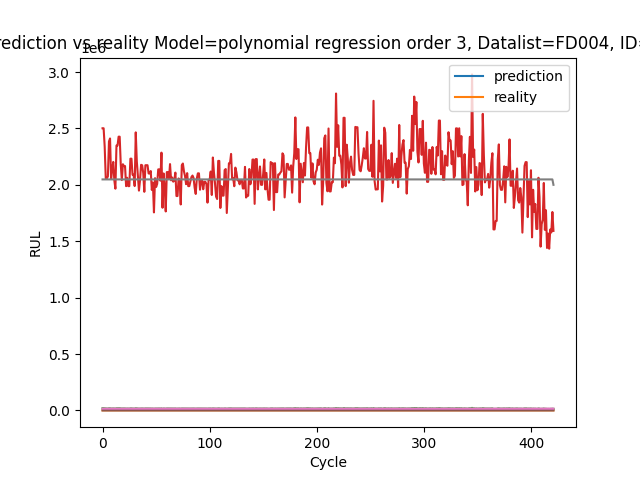 rediction vs reality Model=polynomial regression order 3, Datalist=FD004, ID=
1e6
3.0
2.5
2.0
1.5
1.0
0.5
0.0
RUL
0 100 200 300 400
Cycle
prediction
reality